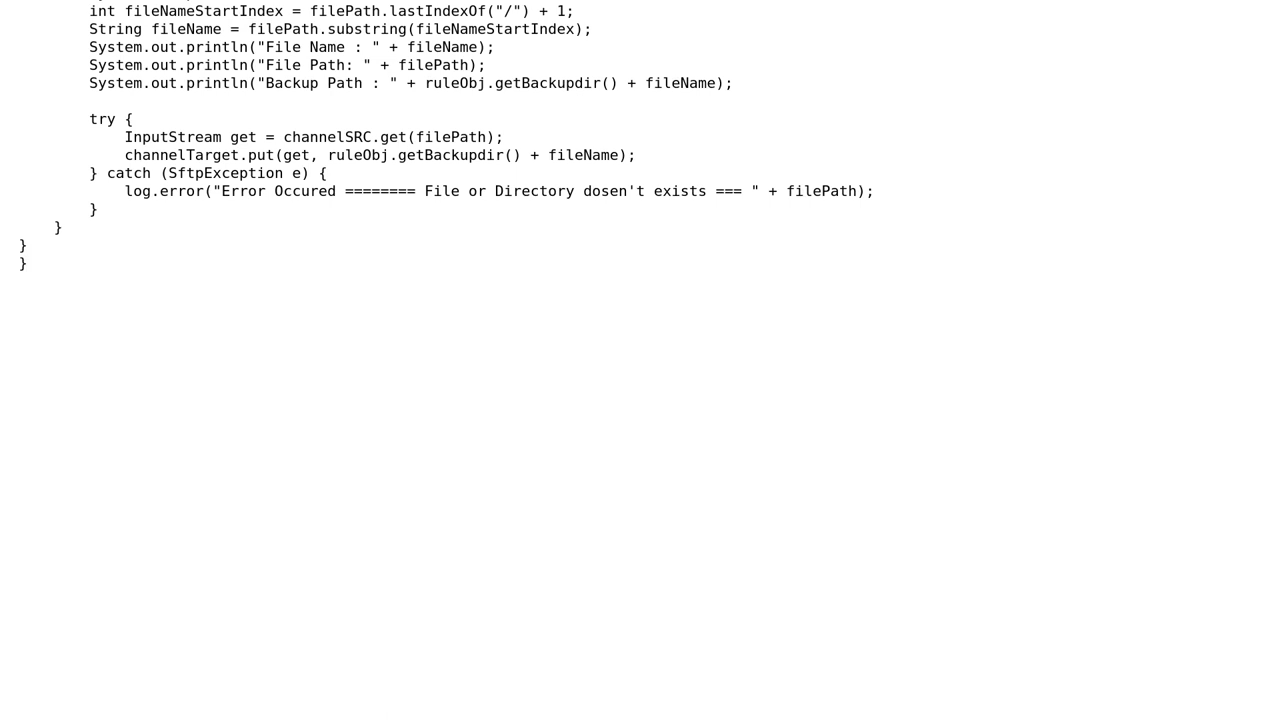 int fileNameStartIndex = filePath.lastIndexOf("/") + 1;
String fileName = filePath.substring(fileNameStartIndex);
System.out.println("File Name : " + fileName);
System.out.println("File Path: " + filePath);
System.out.println("Backup Path : " + ruleObj.getBackupdir() + fileName);
try {
InputStream get = channelSRC.get(filePath);
channelTarget.put(get, ruleObj.getBackupdir() + fileName);
} catch (SftpException e) {
log.error("Error Occured ======== File or Directory dosen't exists === " + filePath);
}
}
}
}